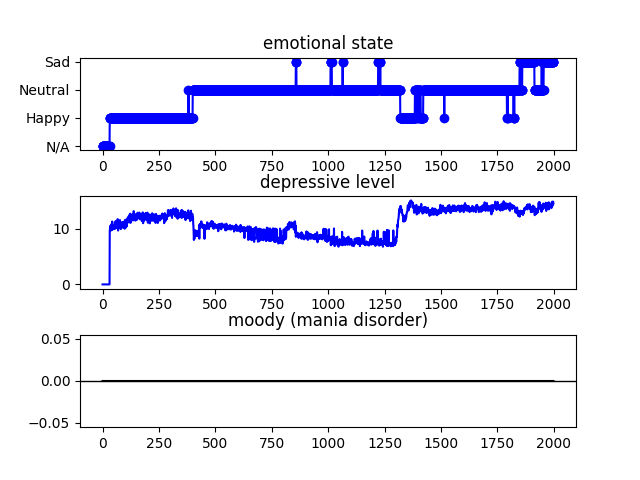 emotional state
Sad
Neutral
Happy
N/A
0 250 500 750 1000 1250 1500 1750 2000
depressive level
10
0
0 250 500 750 1000 1250 1500 1750 2000
moody (mania disorder)
0.05
0.00
−0.05
0 250 500 750 1000 1250 1500 1750 2000